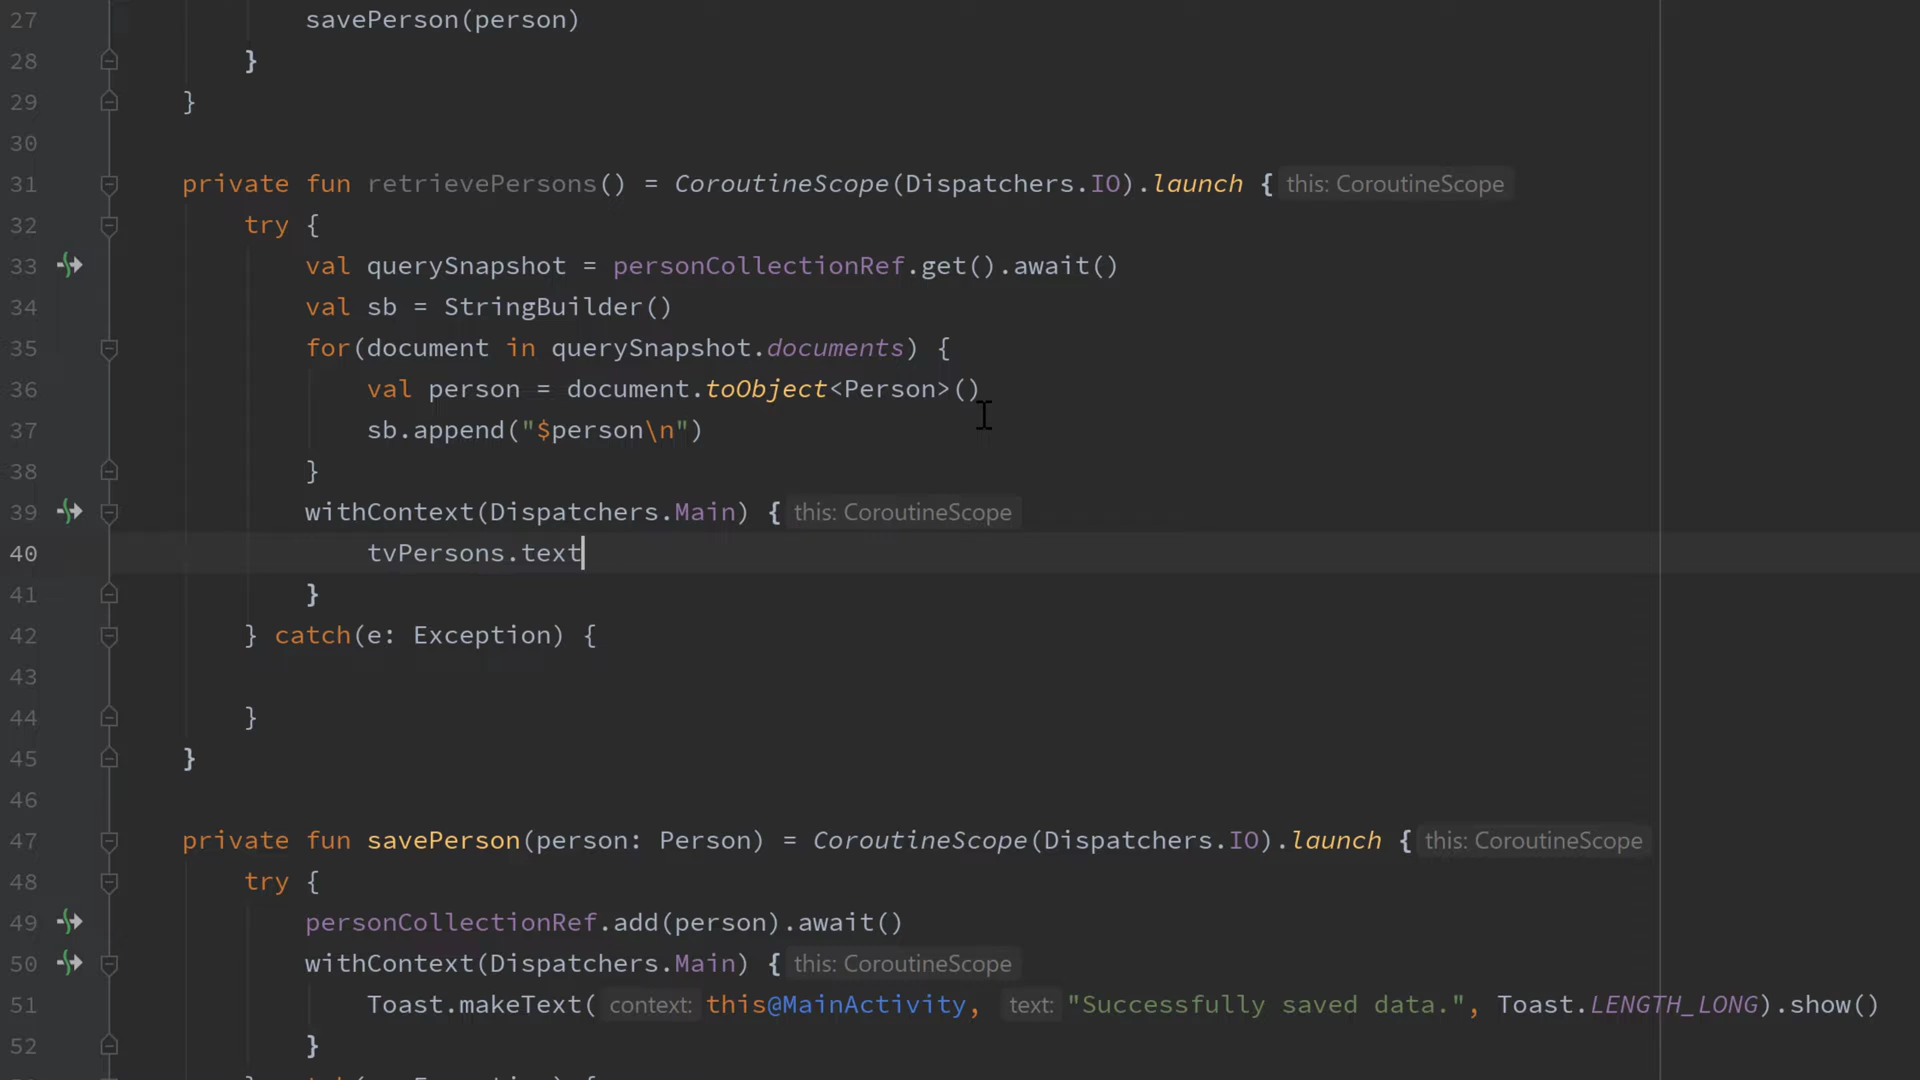 27 savePerson(person)
28 }
29 }
30
31 private fun retrievePersons() = CoroutineScope(Dispatchers.IO).launch { this: CoroutineScope
32 try {
33 val querySnapshot = personCollectionRef.get().await()
34 val sb = StringBuilder()
35 for(document in querySnapshot.documents) {
36 val person = document.toObject<Person>()
37 sb.append("$person\n")
38 }
39 withContext(Dispatchers.Main) { this: CoroutineScope
40 tvPersons.text
41 }
42 } catch(e: Exception) {
43
44 }
45 }
46
47 private fun savePerson(person: Person) = CoroutineScope(Dispatchers.IO).launch { this: CoroutineScope
48 try {
49 personCollectionRef.add(person).await()
50 withContext(Dispatchers.Main) { this: CoroutineScope
51 Toast.makeText( context: this@MainActivity, text: "Successfully saved data.", Toast.LENGTH_LONG).show()
52 }